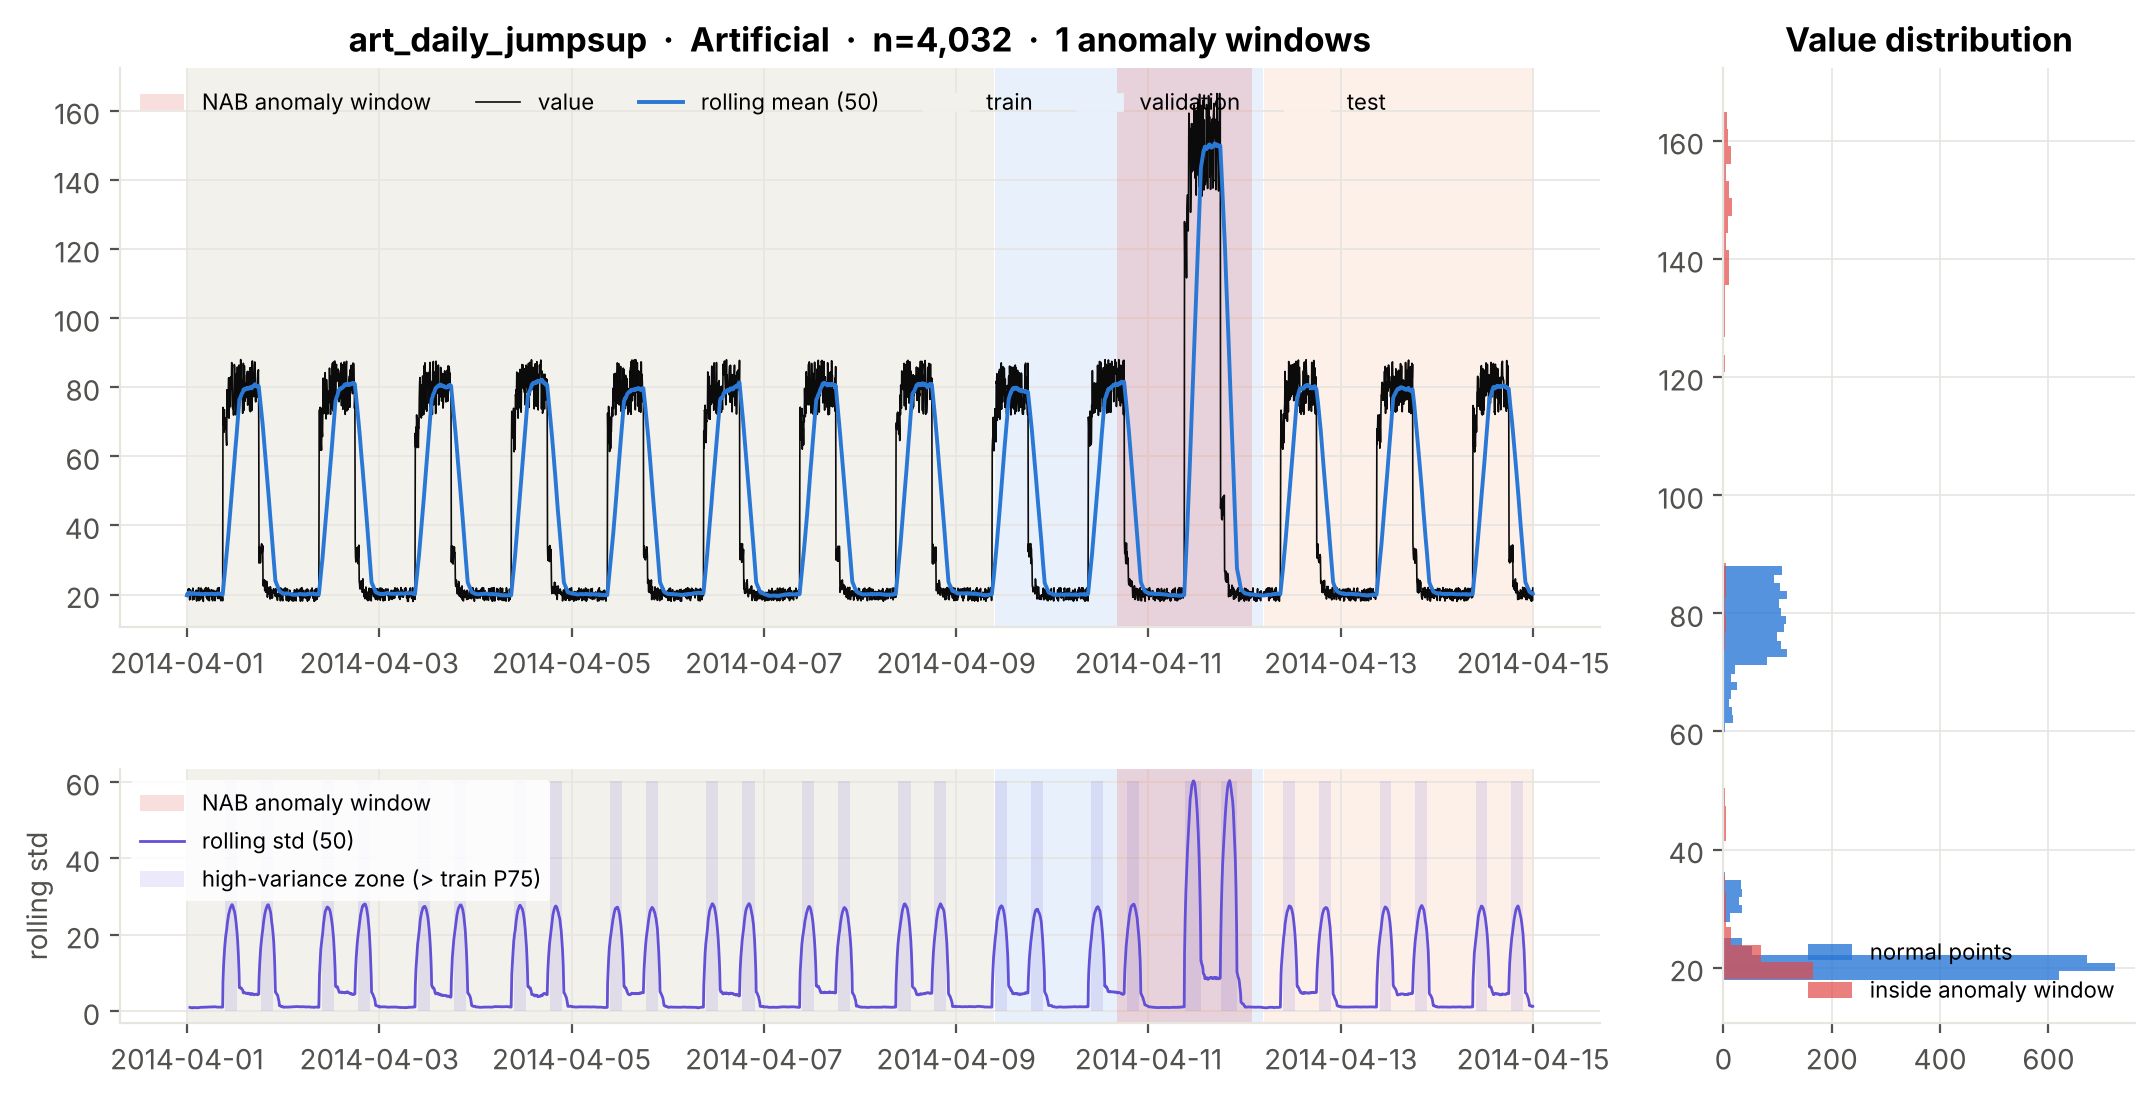 art_daily_jumpsup · Artificial · n=4,032 · 1 anomaly windows
NAB anomaly window
value
rolling mean (50)
train
validation
test
160
140
120
100
80
60
40
20
2014-04-01
2014-04-03
2014-04-05
2014-04-07
2014-04-09
2014-04-11
2014-04-13
2014-04-15
rolling std
60
40
20
0
NAB anomaly window
rolling std (50)
high-variance zone (> train P75)
2014-04-01
2014-04-03
2014-04-05
2014-04-07
2014-04-09
2014-04-11
2014-04-13
2014-04-15
Value distribution
160
140
120
100
80
60
40
20
normal points
inside anomaly window
0
200
400
600